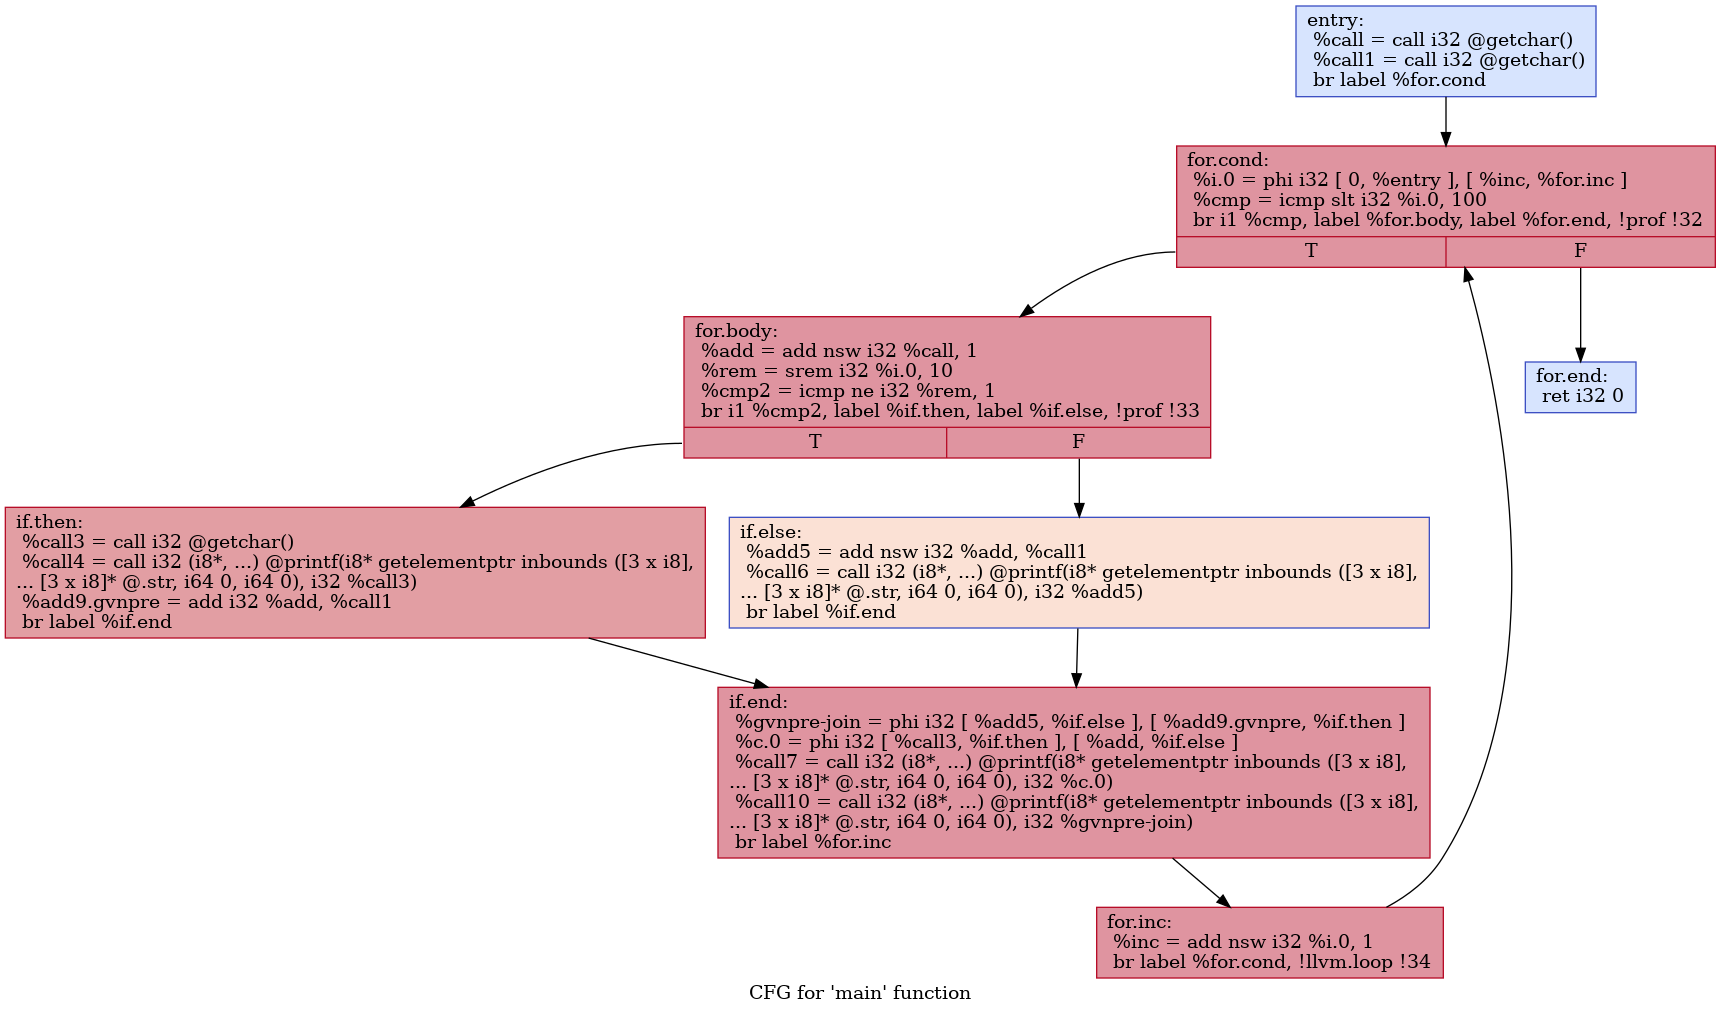 entry:
%call = call i32 @getchar()
%call1 = call i32 @getchar()
br label %for.cond
for.cond:
%i.0 = phi i32 [ 0, %entry ], [ %inc, %for.inc ]
%cmp = icmp slt i32 %i.0, 100
br i1 %cmp, label %for.body, label %for.end, !prof !32
T F
for.body:
%add = add nsw i32 %call, 1
%rem = srem i32 %i.0, 10
%cmp2 = icmp ne i32 %rem, 1
br i1 %cmp2, label %if.then, label %if.else, !prof !33
T F
for.end:
ret i32 0
if.then:
%call3 = call i32 @getchar()
%call4 = call i32 (i8*, ...) @printf(i8* getelementptr inbounds ([3 x i8],
... [3 x i8]* @.str, i64 0, i64 0), i32 %call3)
%add9.gvnpre = add i32 %add, %call1
br label %if.end
if.else:
%add5 = add nsw i32 %add, %call1
%call6 = call i32 (i8*, ...) @printf(i8* getelementptr inbounds ([3 x i8],
... [3 x i8]* @.str, i64 0, i64 0), i32 %add5)
br label %if.end
if.end:
%gvnpre-join = phi i32 [ %add5, %if.else ], [ %add9.gvnpre, %if.then ]
%c.0 = phi i32 [ %call3, %if.then ], [ %add, %if.else ]
%call7 = call i32 (i8*, ...) @printf(i8* getelementptr inbounds ([3 x i8],
... [3 x i8]* @.str, i64 0, i64 0), i32 %c.0)
%call10 = call i32 (i8*, ...) @printf(i8* getelementptr inbounds ([3 x i8],
... [3 x i8]* @.str, i64 0, i64 0), i32 %gvnpre-join)
br label %for.inc
for.inc:
%inc = add nsw i32 %i.0, 1
br label %for.cond, !llvm.loop !34
CFG for 'main' function